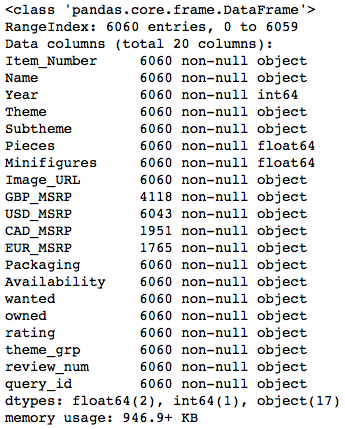 <class 'pandas.core.frame.DataFrame'>
RangeIndex: 6060 entries, 0 to 6059
Data columns (total 20 columns):
Item_Number     6060 non-null object
Name            6060 non-null object
Year            6060 non-null int64
Theme           6060 non-null object
Subtheme        6060 non-null object
Pieces          6060 non-null float64
Minifigures     6060 non-null float64
Image_URL       6060 non-null object
GBP_MSRP        4118 non-null object
USD_MSRP        6043 non-null object
CAD_MSRP        1951 non-null object
EUR_MSRP        1765 non-null object
Packaging       6060 non-null object
Availability    6060 non-null object
wanted          6060 non-null object
owned           6060 non-null object
rating          6060 non-null object
theme_grp       6060 non-null object
review_num      6060 non-null object
query_id        6060 non-null object
dtypes: float64(2), int64(1), object(17)
memory usage: 946.9+ KB